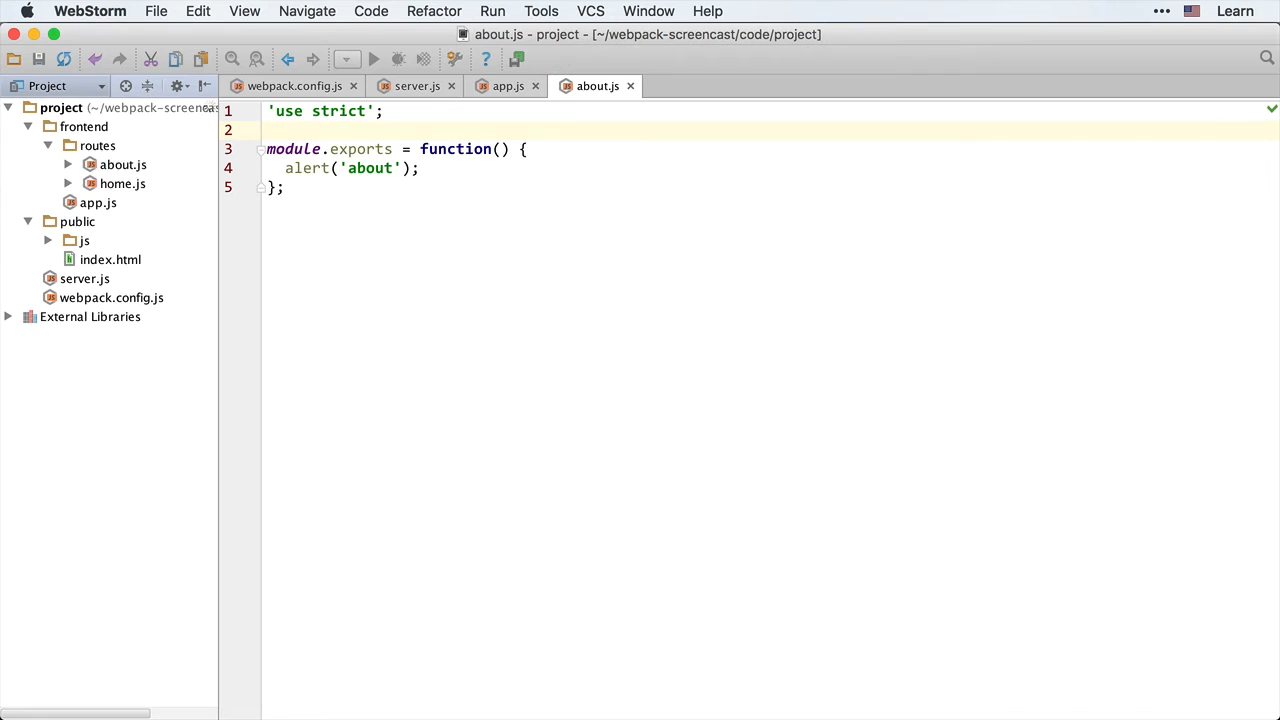 WebStorm File Edit View Navigate Code Refactor Run Tools VCS Window Help ••• Learn
about.js - project - [~/webpack-screencast/code/project]
Project webpack.config.js server.js app.js about.js
project (~/webpack-screencas
frontend
routes
about.js
home.js
app.js
public
js
index.html
server.js
webpack.config.js
External Libraries
1 'use strict';
2
3 module.exports = function() {
4 alert('about');
5 };